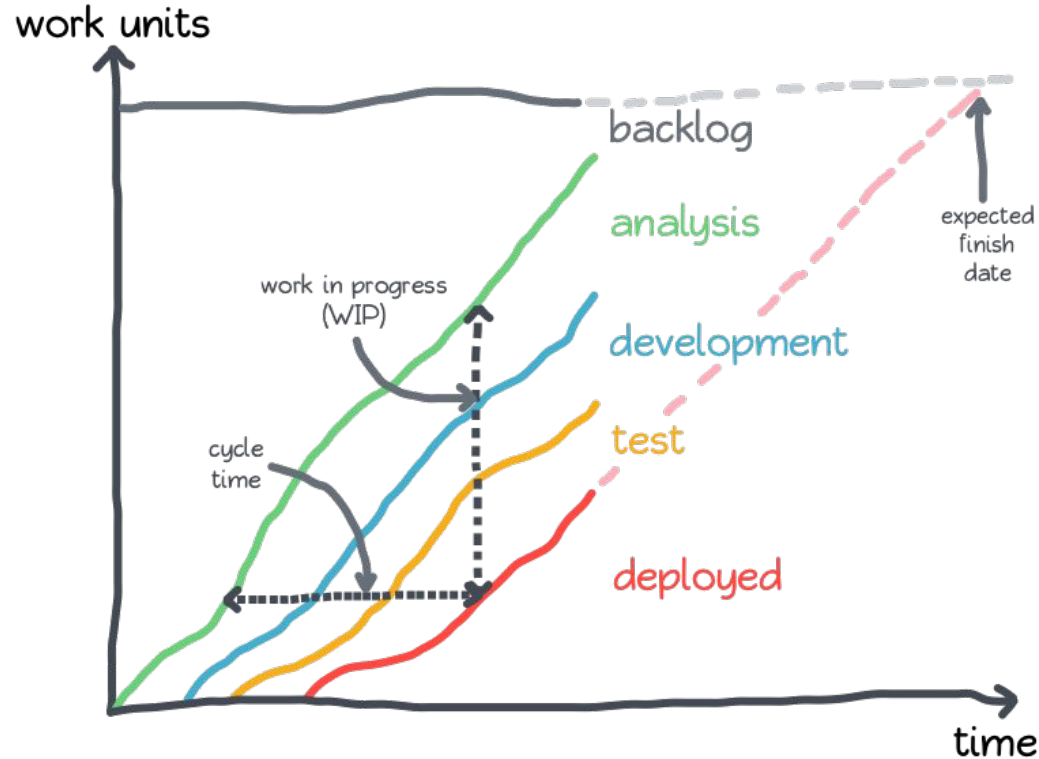 work units
backlog
analysis
expected
finish
date
work in progress
(WIP)
development
cycle
time
test
deployed
time